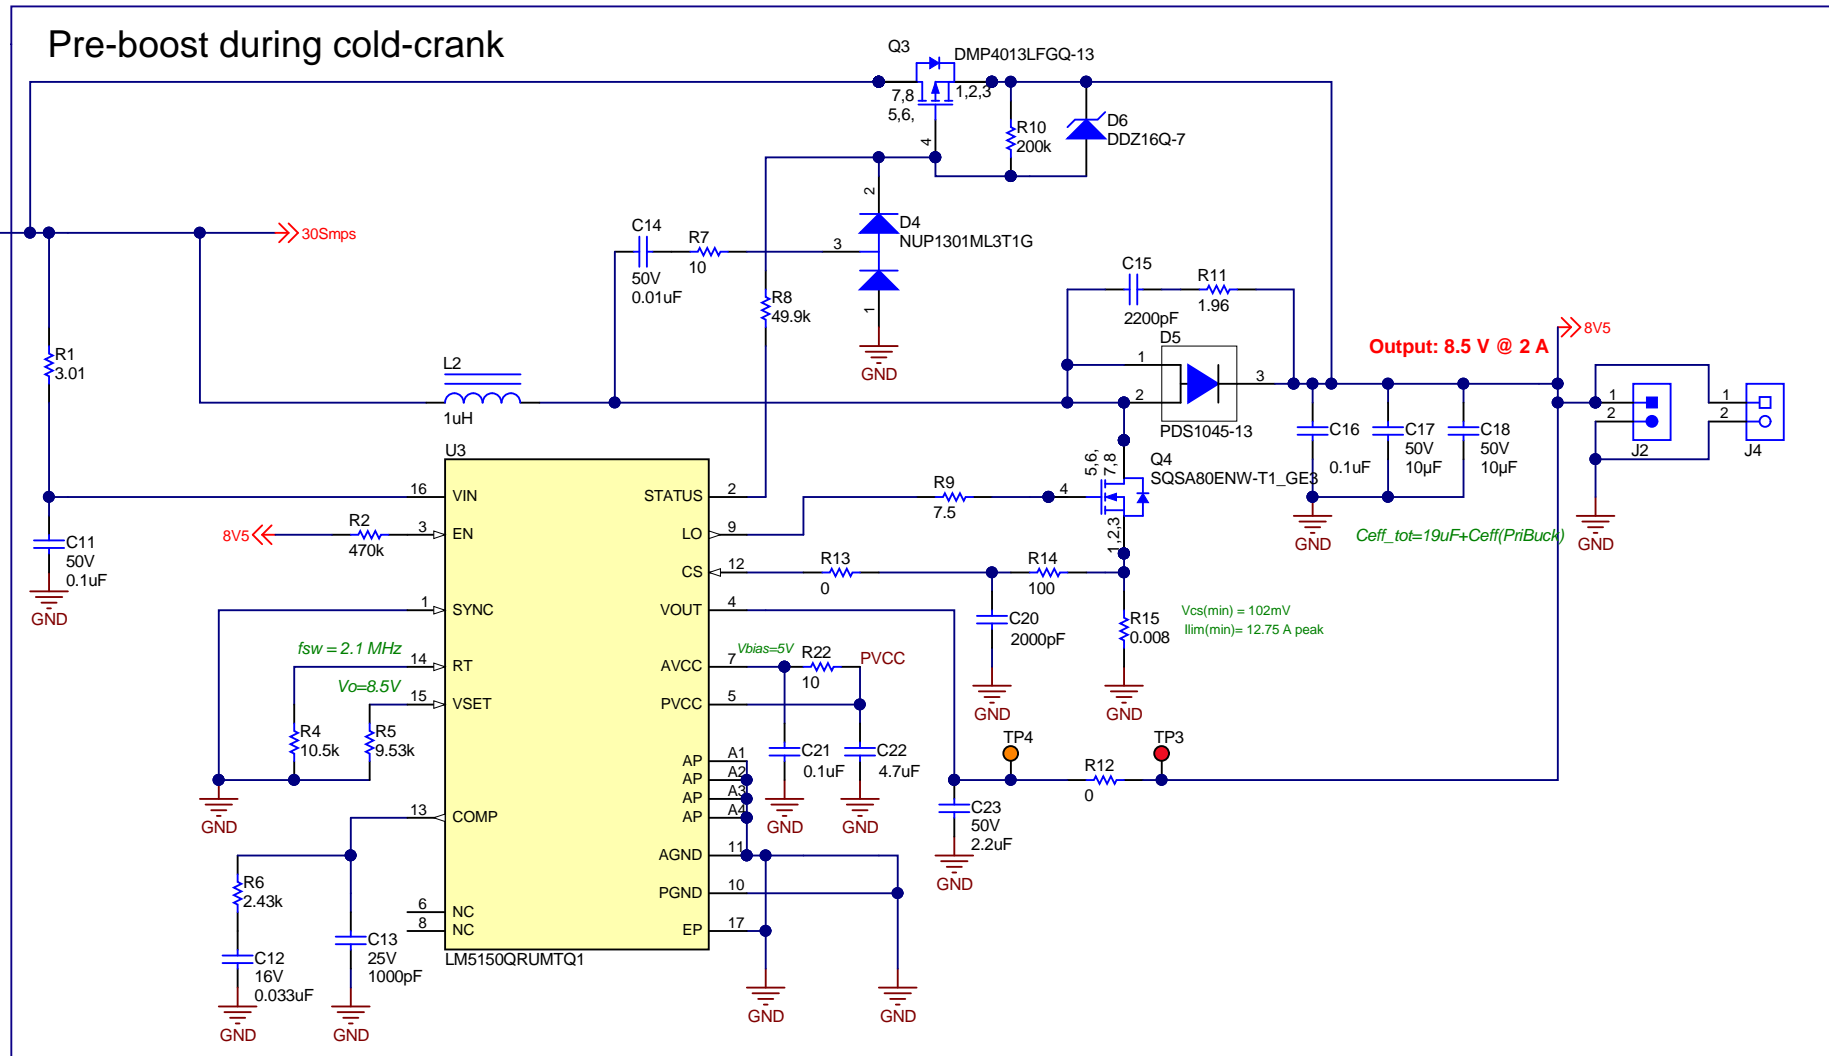 Pre-boost during cold-crank
Q3
DMP4013LFGQ-13
7,8
5,6,
1,2,3
4
R10
200k
D6
DDZ16Q-7
30Smps
C14
50V
0.01uF
R7
10
2
3
1
D4
NUP1301ML3T1G
GND
R8
49.9k
C15
2200pF
R11
1.96
D5
1
2
3
PDS1045-13
8V5
Output: 8.5 V @ 2 A
R1
3.01
L2
1uH
C16
0.1uF
C17
50V
10µF
C18
50V
10µF
GND
Ceff_tot=19uF+Ceff(PriBuck)
1
2
J2
1
2
J4
GND
Q4
SQSA80ENW-T1_GE3
5,6,
7,8
4
1,2,3
R9
7.5
U3
16
VIN
STATUS
2
8V5
R2
470k
3
EN
LO
9
C11
50V
0.1uF
GND
CS
12
R13
0
R14
100
1
SYNC
VOUT
4
C20
2000pF
GND
R15
0.008
GND
Vcs(min) = 102mV
Ilim(min)= 12.75 A peak
fsw = 2.1 MHz
14
RT
AVCC
7
Vbias=5V
R22
10
PVCC
Vo=8.5V
15
VSET
PVCC
5
R4
10.5k
R5
9.53k
GND
C21
0.1uF
GND
C22
4.7uF
GND
AP
A1
AP
A2
AP
A3
AP
A4
TP4
TP3
R12
0
C23
50V
2.2uF
GND
13
COMP
AGND
11
R6
2.43k
PGND
10
6
NC
8
NC
EP
17
C12
16V
0.033uF
GND
C13
25V
1000pF
GND
LM5150QRUMTQ1
GND
GND